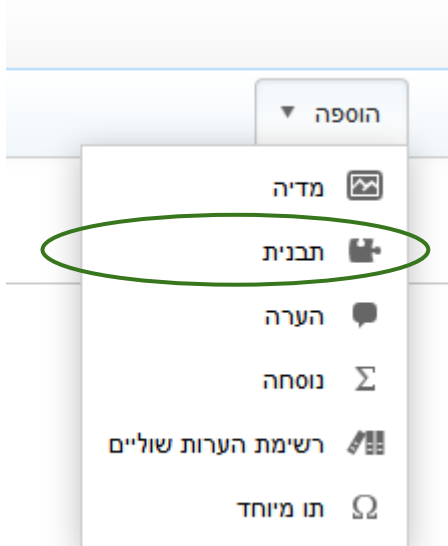 הוספה
מדיה
תבנית
הערה
נוסחה
רשימת הערות שוליים
תו מיוחד